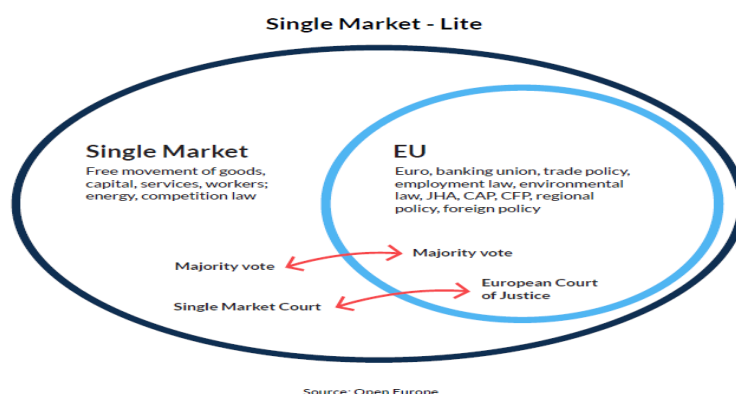 Single Market - Lite
Single Market
Free movement of goods,
capital, services, workers;
energy, competition law
EU
Euro, banking union, trade policy,
employment law, environmental
law, JHA, CAP, CFP, regional
policy, foreign policy
Majority vote
Majority vote
Single Market Court
European Court
of Justice
Source: Open Europe